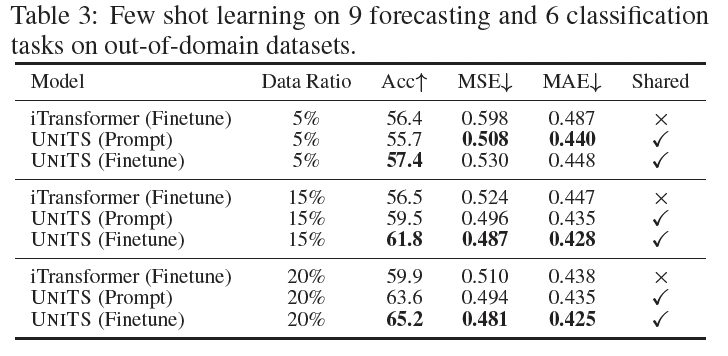 Table 3: Few shot learning on 9 forecasting and 6 classification
tasks on out-of-domain datasets.
Model Data Ratio Acc↑ MSE↓ MAE↓ Shared
iTransformer (Finetune) 5% 56.4 0.598 0.487 ×
UNITS (Prompt) 5% 55.7 0.508 0.440 ✓
UNITS (Finetune) 5% 57.4 0.530 0.448 ✓
iTransformer (Finetune) 15% 56.5 0.524 0.447 ×
UNITS (Prompt) 15% 59.5 0.496 0.435 ✓
UNITS (Finetune) 15% 61.8 0.487 0.428 ✓
iTransformer (Finetune) 20% 59.9 0.510 0.438 ×
UNITS (Prompt) 20% 63.6 0.494 0.435 ✓
UNITS (Finetune) 20% 65.2 0.481 0.425 ✓